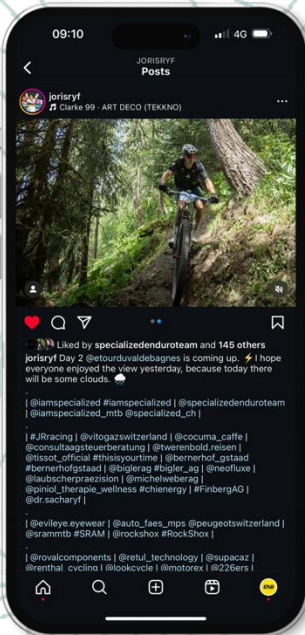 09:10
4G
JORISRYF
Posts
jorisryf
Clarke 99 · ART DECO (TEKKNO)
Liked by specializedenduroteam and 145 others
jorisryf Day 2 @etourduvaldebagnes is coming up. ⚡ I hope
everyone enjoyed the view yesterday, because today there
will be some clouds. 🌧️
.
| @iamspecialized #iamspecialized | @specializedenduroteam
| @iamspecialized_mtb @specialized_ch |
.
| #JRracing | @vitogazswitzerland | @cocuma_caffe |
@consultaagsteuerberatung | @twerenbold.reisen |
@tissot_official #thisisyourtime | @bernerhof_gstaad
#bernerhofgstaad | @biglerag #bigler_ag | @neofluxe |
@laubscherpraezision | @michelweberag |
@piniol_therapie_wellness #chienergy | #FinbergAG |
@dr.sacharyf |
.
| @evileye.eyewear | @auto_faes_mps @peugeotswitzerland |
@srammtb #SRAM | @rockshox #RockShox |
.
| @rovalcomponents | @retul_technology | @supacaz |
@renthal_cycling | @lookcycle | @motorex | @226ers |